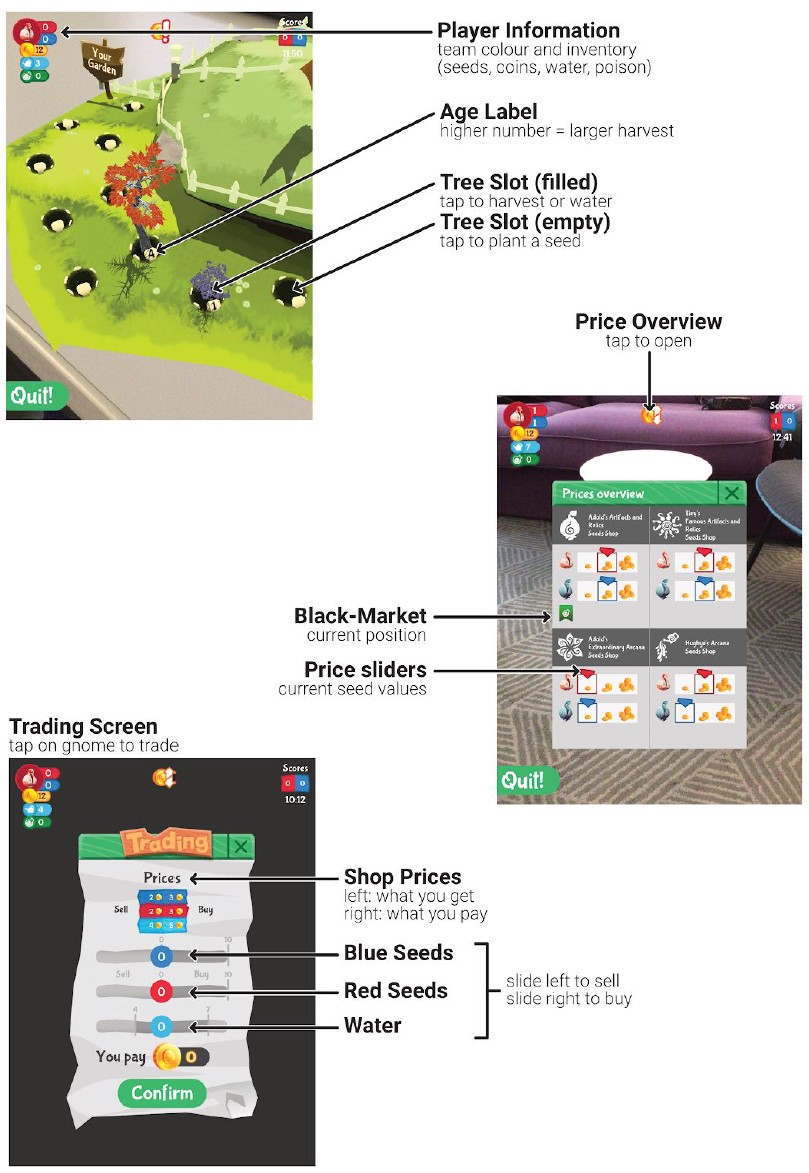 Player Information
team colour and inventory
(seeds, coins, water, poison)
0
0
12
3
0
Scores
0 0
11:50
Your
Garden
Age Label
higher number = larger harvest
Tree Slot (filled)
tap to harvest or water
Tree Slot (empty)
tap to plant a seed
4
1
Quit!
Price Overview
tap to open
1
1
12
7
0
Scores
1 0
12:41
Prices overview
Artifacts and
Relics
Seeds Shop
Tiny's
Famous Artifacts and
Relics
Seeds Shop
Black-Market
current position
Extraordinary Arcana
Seeds Shop
Arcana
Seeds Shop
Price sliders
current seed values
Quit!
Trading Screen
tap on gnome to trade
0
0
12
4
0
Scores
0 0
10:12
Trading
Prices
2 3
Sell 2 3 Buy
4 5
Shop Prices
left: what you get
right: what you pay
0 10
0
Blue Seeds
Sell 0 Buy 10
0
Red Seeds
slide left to sell
slide right to buy
4 7
0
Water
You pay 0
Confirm